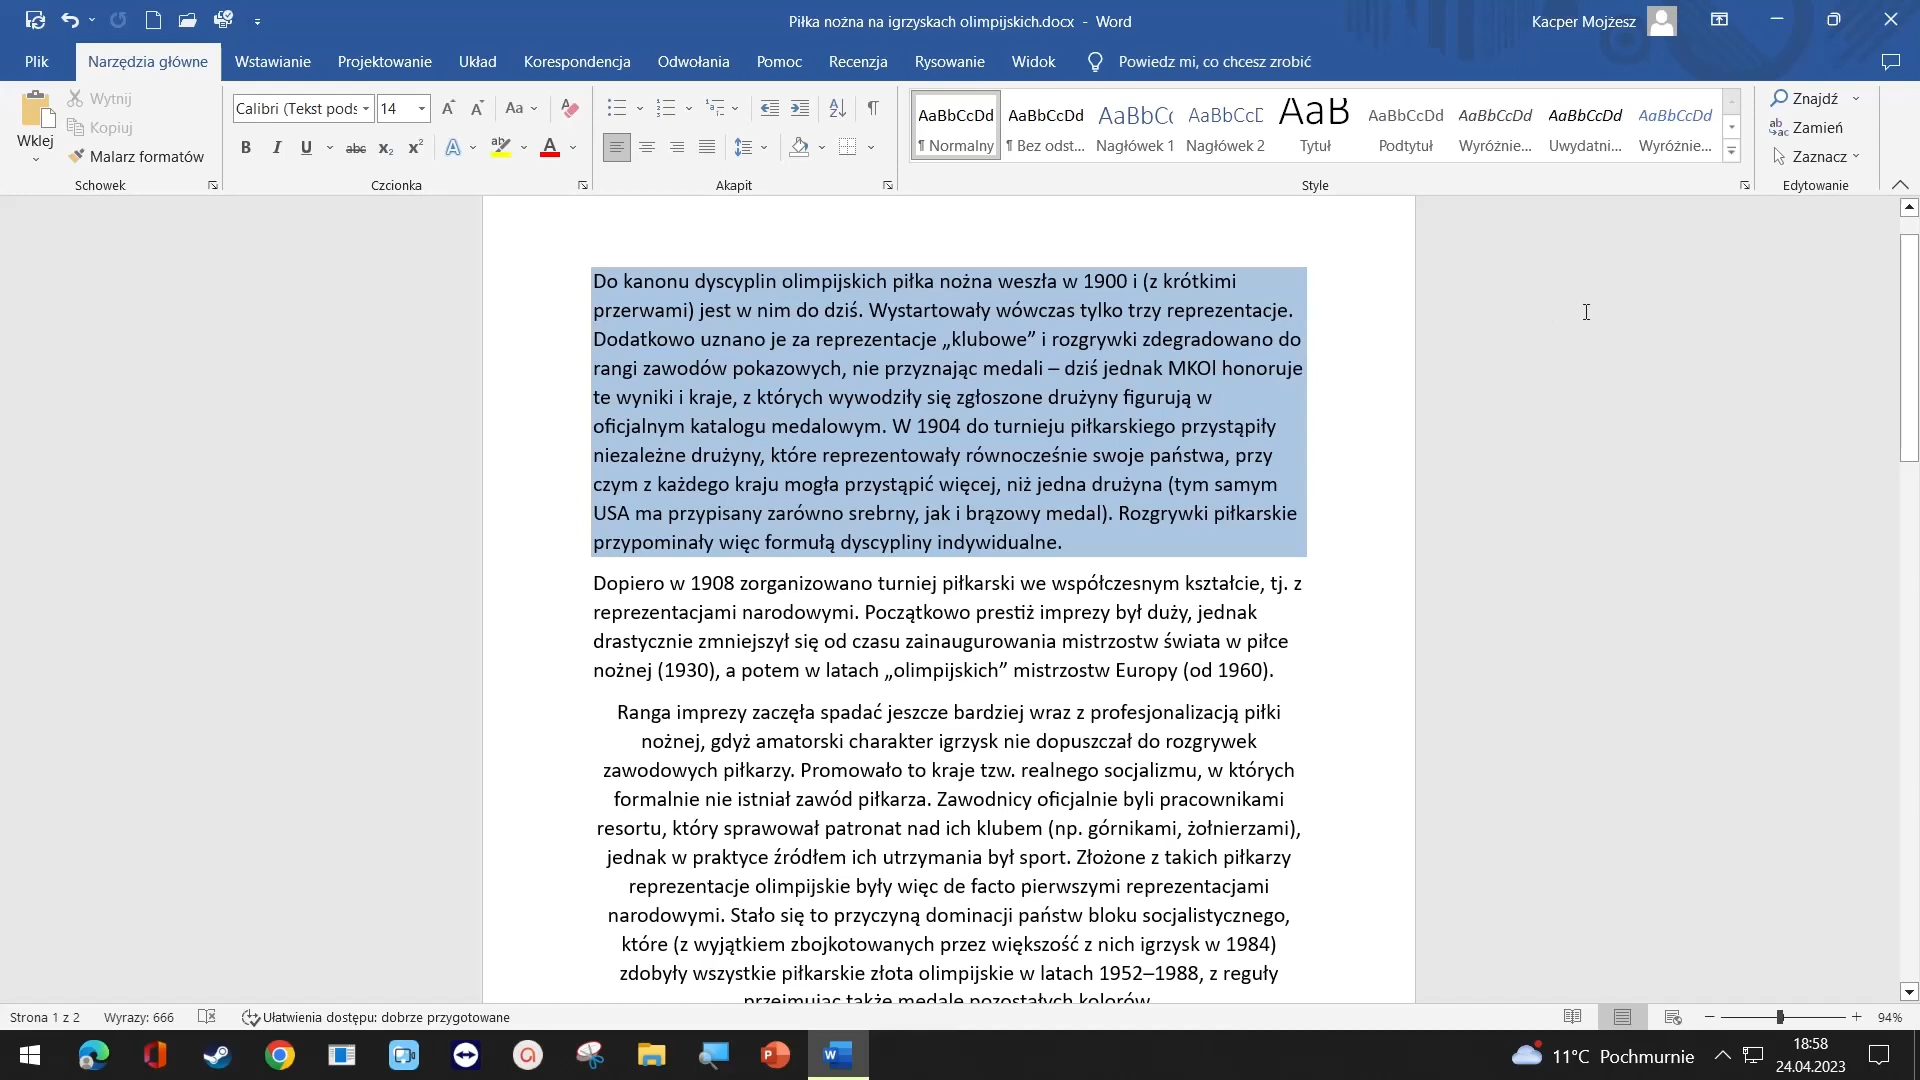 Piłka nożna na igrzyskach olimpijskich.docx - Word
Kacper Mojżesz
Plik
Narzędzia główne
Wstawianie
Projektowanie
Układ
Korespondencja
Odwołania
Pomoc
Recenzja
Rysowanie
Widok
Powiedz mi, co chcesz zrobić
Wklej
Wytnij
Kopiuj
Malarz formatów
Schowek
Calibri (Tekst pods
14
Czcionka
Akapit
AaBbCcDd
¶ Normalny
AaBbCcDd
¶ Bez odst...
AaBbCc
Nagłówek 1
AaBbCcD
Nagłówek 2
AaB
Tytuł
AaBbCcDd
Podtytuł
AaBbCcDd
Wyróżnie...
AaBbCcDd
Uwydatni...
AaBbCcDd
Wyróżnie...
Style
Znajdź
Zamień
Zaznacz
Edytowanie
Do kanonu dyscyplin olimpijskich piłka nożna weszła w 1900 i (z krótkimi
przerwami) jest w nim do dziś. Wystartowały wówczas tylko trzy reprezentacje.
Dodatkowo uznano je za reprezentacje „klubowe” i rozgrywki zdegradowano do
rangi zawodów pokazowych, nie przyznając medali – dziś jednak MKOl honoruje
te wyniki i kraje, z których wywodziły się zgłoszone drużyny figurują w
oficjalnym katalogu medalowym. W 1904 do turnieju piłkarskiego przystąpiły
niezależne drużyny, które reprezentowały równocześnie swoje państwa, przy
czym z każdego kraju mogła przystąpić więcej, niż jedna drużyna (tym samym
USA ma przypisany zarówno srebrny, jak i brązowy medal). Rozgrywki piłkarskie
przypominały więc formułą dyscypliny indywidualne.
Dopiero w 1908 zorganizowano turniej piłkarski we współczesnym kształcie, tj. z
reprezentacjami narodowymi. Początkowo prestiż imprezy był duży, jednak
drastycznie zmniejszył się od czasu zainaugurowania mistrzostw świata w piłce
nożnej (1930), a potem w latach „olimpijskich” mistrzostw Europy (od 1960).
Ranga imprezy zaczęła spadać jeszcze bardziej wraz z profesjonalizacją piłki
nożnej, gdyż amatorski charakter igrzysk nie dopuszczał do rozgrywek
zawodowych piłkarzy. Promowało to kraje tzw. realnego socjalizmu, w których
formalnie nie istniał zawód piłkarza. Zawodnicy oficjalnie byli pracownikami
resortu, który sprawował patronat nad ich klubem (np. górnikami, żołnierzami),
jednak w praktyce źródłem ich utrzymania był sport. Złożone z takich piłkarzy
reprezentacje olimpijskie były więc de facto pierwszymi reprezentacjami
narodowymi. Stało się to przyczyną dominacji państw bloku socjalistycznego,
które (z wyjątkiem zbojkotowanych przez większość z nich igrzysk w 1984)
zdobyły wszystkie piłkarskie złota olimpijskie w latach 1952–1988, z reguły
przejmując także medale pozostałych kolorów.
Strona 1 z 2
Wyrazy: 666
Ułatwienia dostępu: dobrze przygotowane
94%
11°C Pochmurnie
18:58
24.04.2023